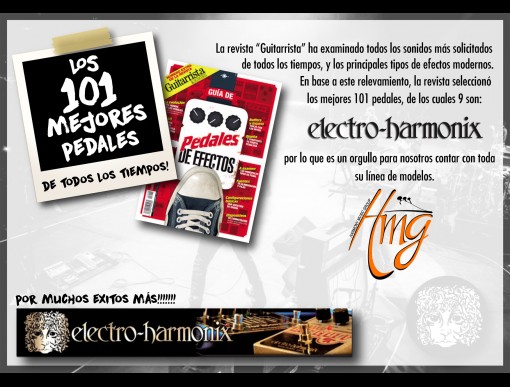 LOS
101
MEJORES
PEDALES
DE TODOS LOS TIEMPOS!
Guitarrista
GUÍA DE
Pedales
DE EFECTOS
La revista "Guitarrista" ha examinado todos los sonidos más solicitados
de todos los tiempos, y los principales tipos de efectos modernos.
En base a este relevamiento, la revista seleccionó
los mejores 101 pedales, de los cuales 9 son:
electro-harmonix
por lo que es un orgullo para nosotros contar con toda
su línea de modelos.
Hmg
POR MUCHOS EXITOS MÁS!!!!!!!
electro-harmonix